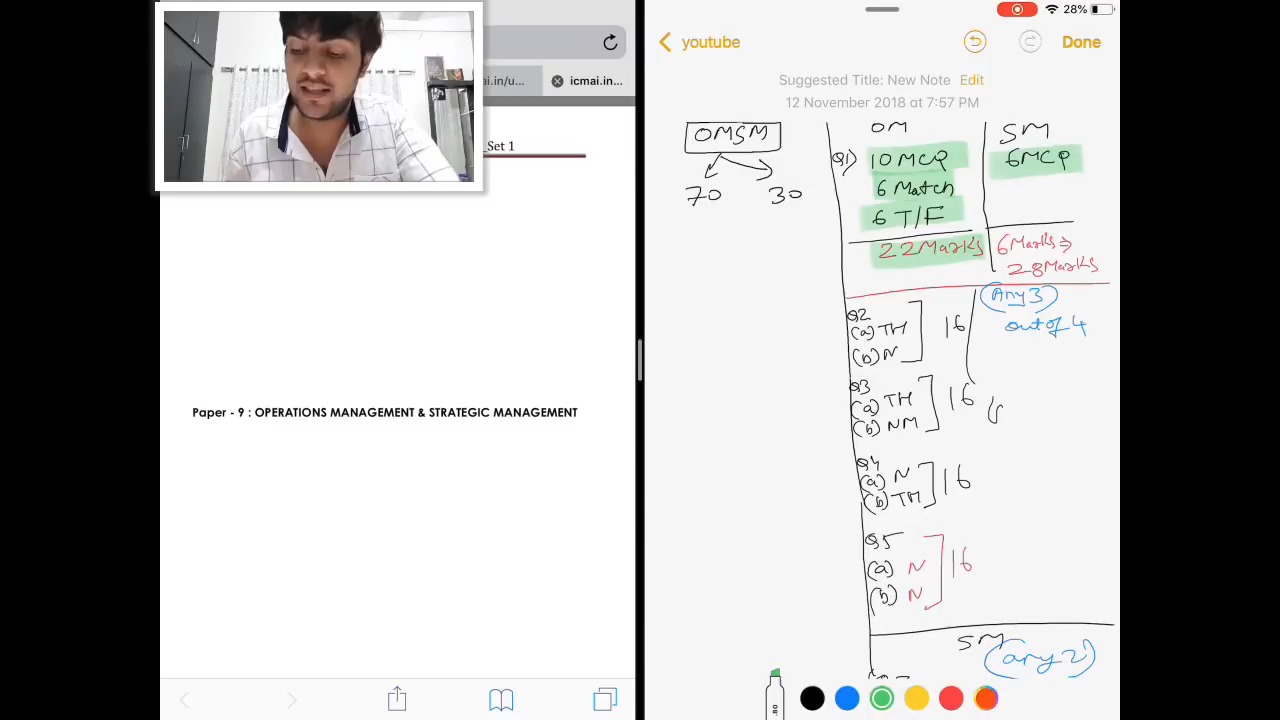 icmai.in/u...
icmai.in...
_Set 1
Paper - 9 : OPERATIONS MANAGEMENT & STRATEGIC MANAGEMENT
28%
youtube
Done
Suggested Title: New Note Edit
12 November 2018 at 7:57 PM
OMSM
70 30
OM SM
Q1) 10 MCQ 6 MCQ
6 Match
6 T/F
22 Marks 6 Marks ⇒
28 Marks
Any 3
out of 4
Q2
(a) TH
(b) N
16
Q3
(a) TH
(b) NM
16
Q4
(a) N
(b) TH
16
Q5
(a) N
(b) N
16
SM
(any 2)
.80